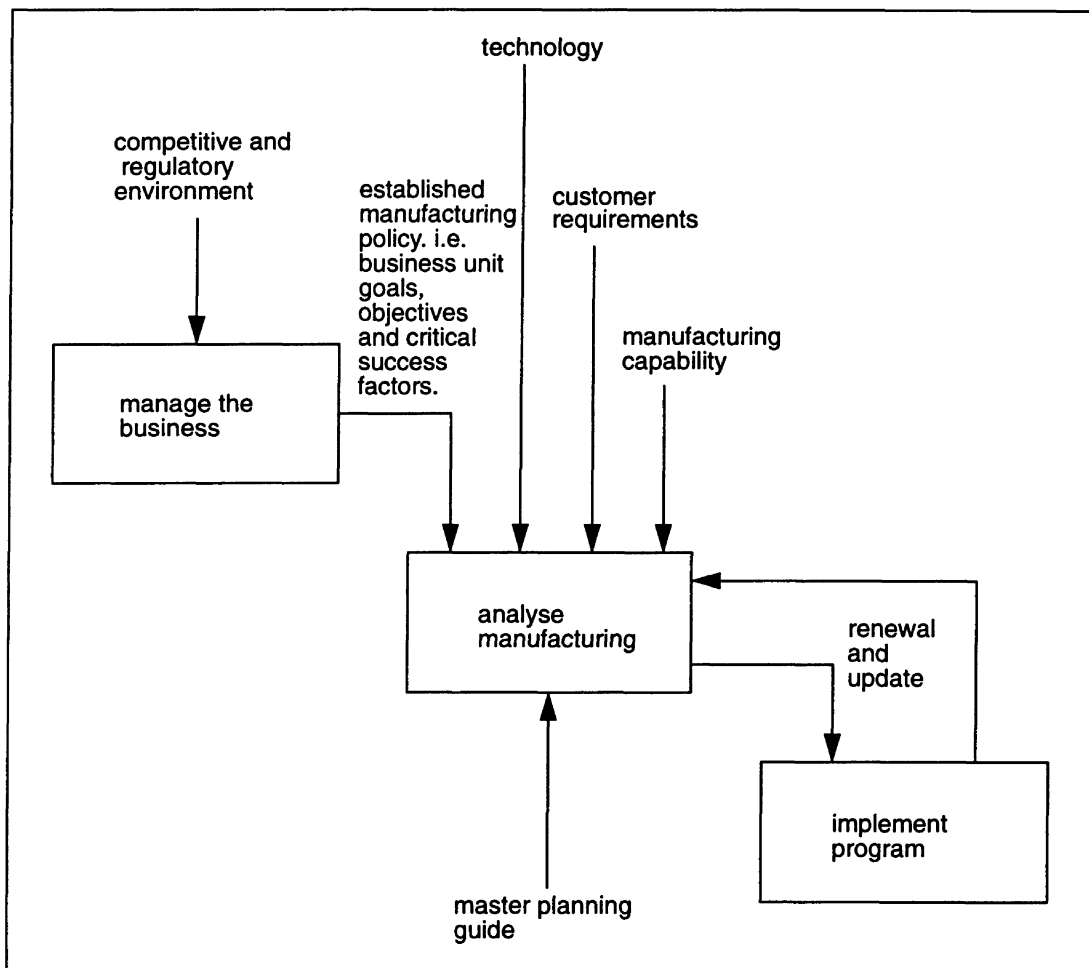 technology
competitive and
regulatory
environment
established
manufacturing
policy. i.e.
business unit
goals,
objectives
and critical
success
factors.
customer
requirements
manufacturing
capability
manage the
business
analyse
manufacturing
renewal
and
update
implement
program
master planning
guide